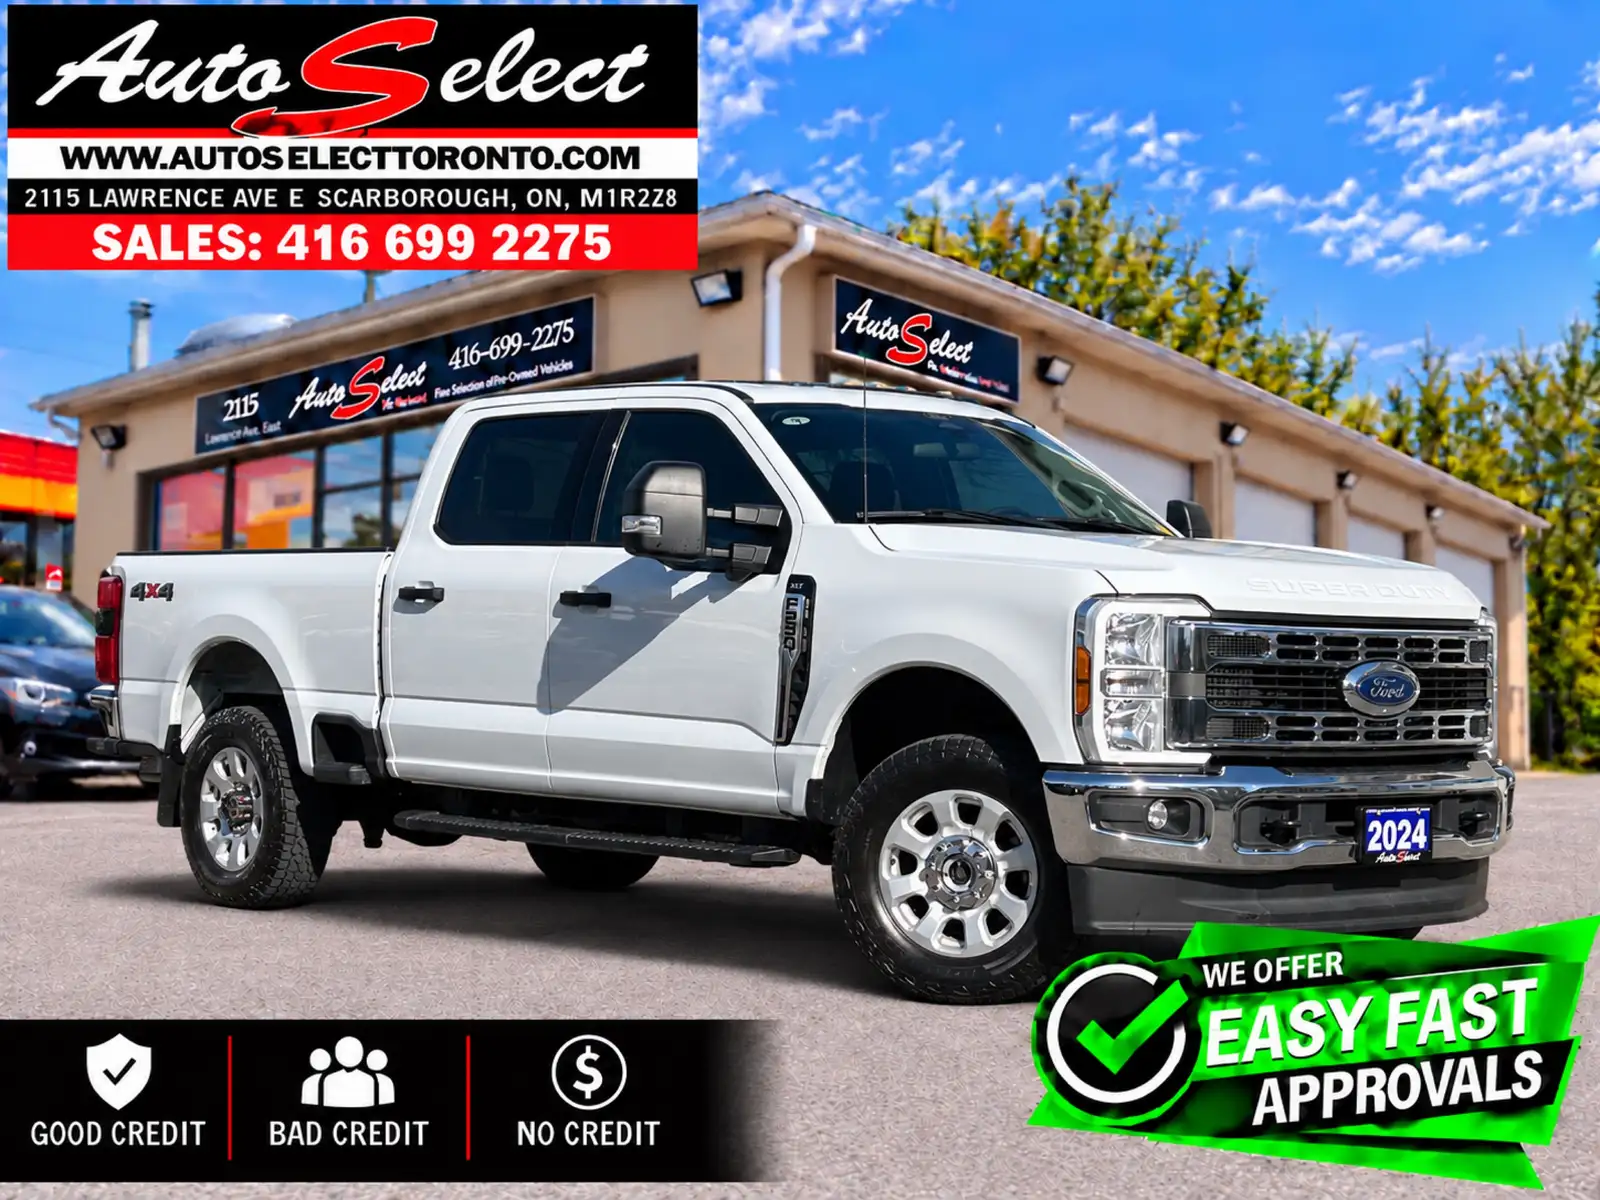 Auto Select
WWW.AUTOSELECTTORONTO.COM
2115 LAWRENCE AVE E SCARBOROUGH, ON, M1R2Z8
SALES: 416 699 2275
2115
Lawrence Ave. East
Auto Select
416-699-2275
Fine Selection of Pre-Owned Vehicles
Auto Select
4X4
XLT
F250
SUPER DUTY
Ford
2024
Auto Select
WE OFFER
EASY FAST
APPROVALS
GOOD CREDIT
BAD CREDIT
NO CREDIT